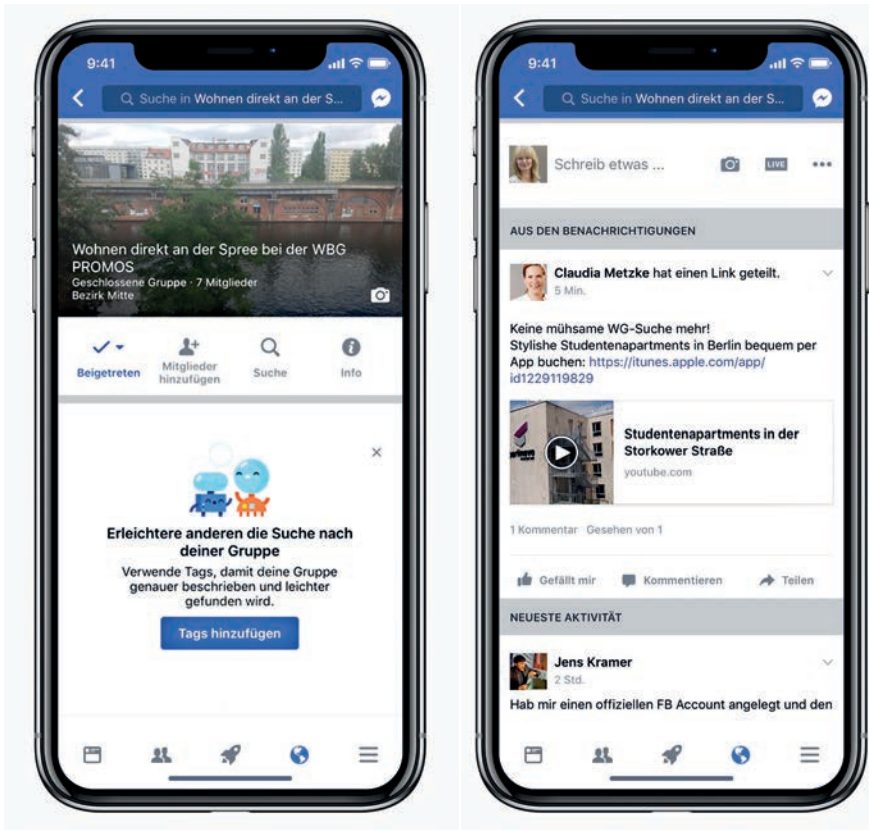 9:41
Suche in Wohnen direkt an der S...
Wohnen direkt an der Spree bei der WBG
PROMOS
Geschlossene Gruppe · 7 Mitglieder
Bezirk Mitte
Beigetreten
Mitglieder
hinzufügen
Suche
Info
Erleichtere anderen die Suche nach
deiner Gruppe
Verwende Tags, damit deine Gruppe
genauer beschrieben und leichter
gefunden wird.
Tags hinzufügen
9:41
Suche in Wohnen direkt an der S...
Schreib etwas ...
LIVE
AUS DEN BENACHRICHTIGUNGEN
Claudia Metzke hat einen Link geteilt.
5 Min.
Keine mühsame WG-Suche mehr!
Stylishe Studentenapartments in Berlin bequem per
App buchen: https://itunes.apple.com/app/
id1229119829
Studentenapartments in der
Storkower Straße
youtube.com
1 Kommentar Gesehen von 1
Gefällt mir
Kommentieren
Teilen
NEUESTE AKTIVITÄT
Jens Kramer
2 Std.
Hab mir einen offiziellen FB Account angelegt und den